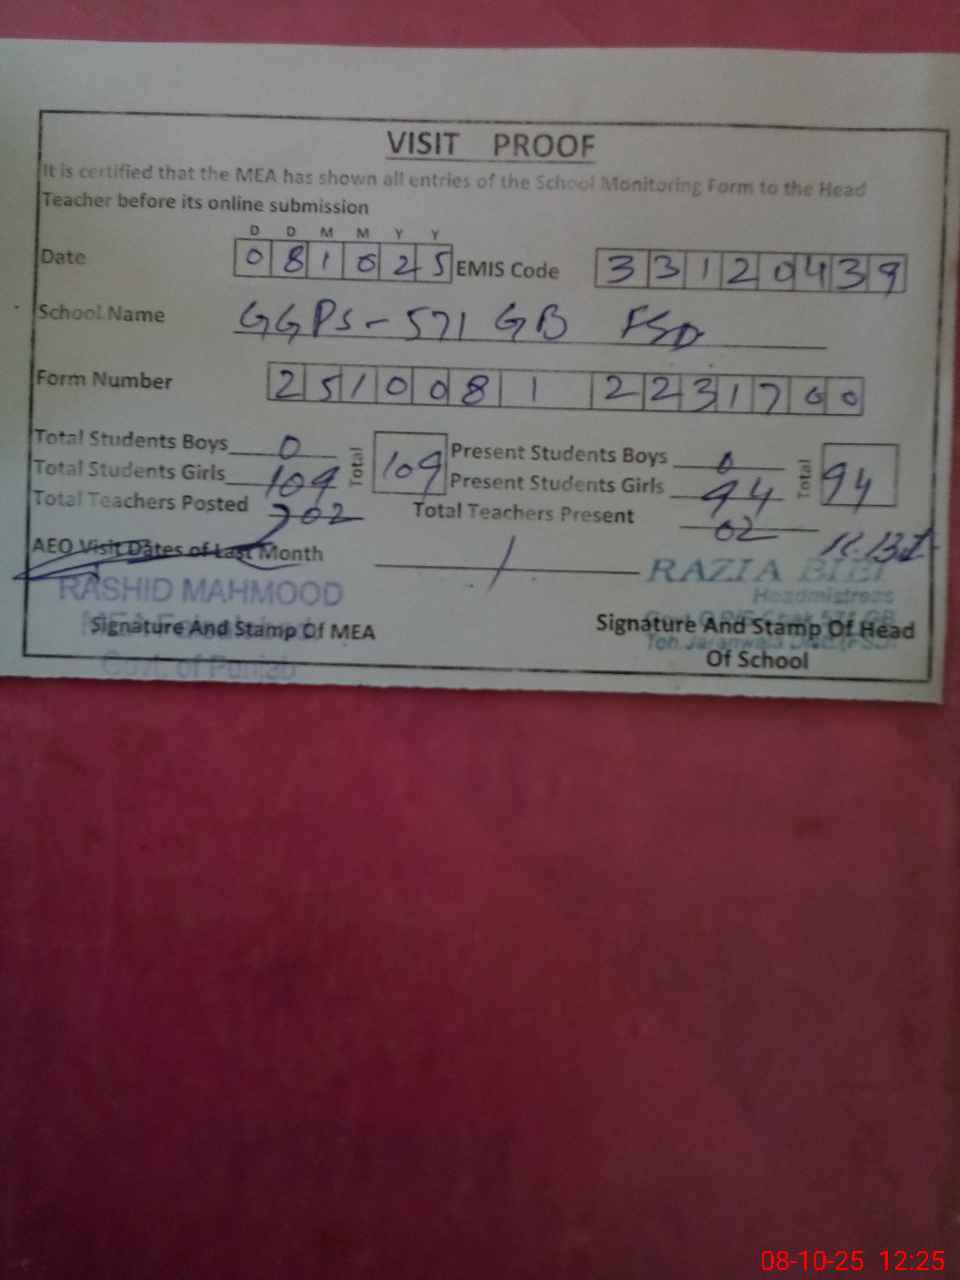 VISIT PROOF
It is certified that the MEA has shown all entries of the School Monitoring Form to the Head
Teacher before its online submission
D D M M Y Y
Date 0 8 1 0 2 5 EMIS Code 3 3 1 2 0 4 3 9
School Name GGPS - 571 GB FSD
Form Number 2 5 1 0 0 8 1 2 2 3 1 7 0 0
Total Students Boys 0 Total 109 Present Students Boys 0 Total 94
Total Students Girls 109 Present Students Girls 94
Total Teachers Posted 02 Total Teachers Present 02
AEO Visit Dates of Last Month /
RASHID MAHMOOD RAZIA BIBI
Headmistress
Signature And Stamp Of MEA Signature And Stamp Of Head
Teh. Jaranwala
Govt. of Punjab Of School
08-10-25 12:25